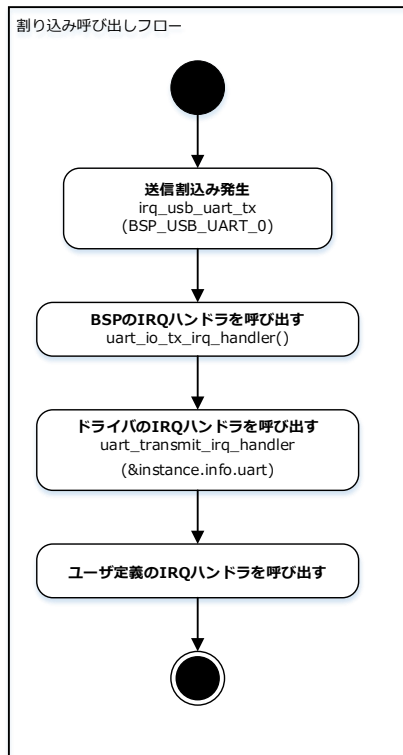 割り込み呼び出しフロー
送信割込み発生
irq_usb_uart_tx
(BSP_USB_UART_0)
BSPのIRQハンドラを呼び出す
uart_io_tx_irq_handler()
ドライバのIRQハンドラを呼び出す
uart_transmit_irq_handler
(&instance.info.uart)
ユーザ定義のIRQハンドラを呼び出す